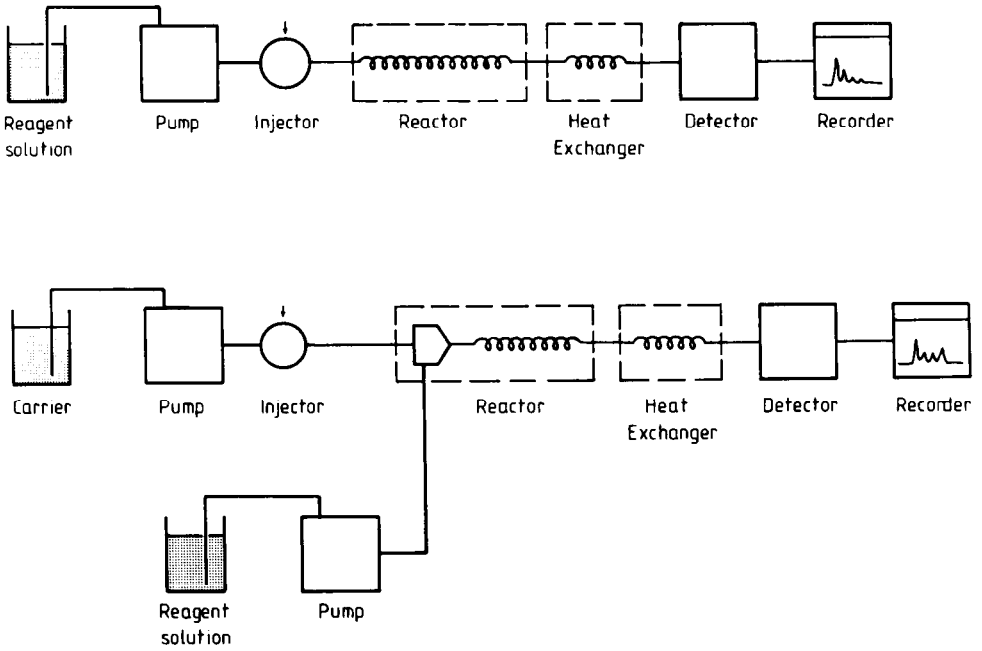 Reagent solution
Pump
Injector
Reactor
Heat Exchanger
Detector
Recorder
Carrier
Pump
Injector
Reactor
Heat Exchanger
Detector
Recorder
Reagent solution
Pump